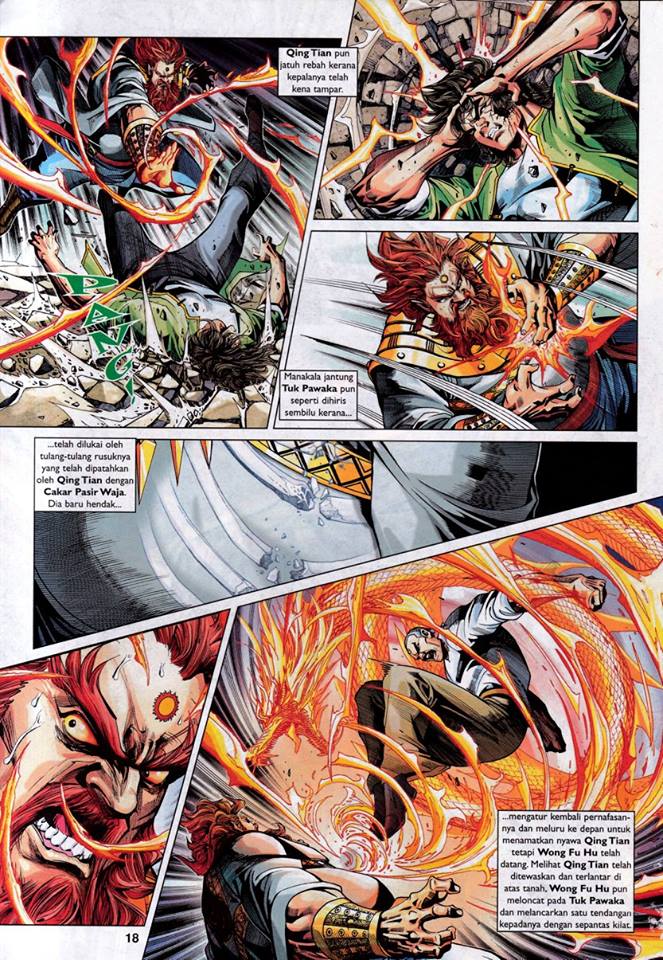 Qing Tian pun
jatuh rebah kerana
kepalanya telah
kena tampar.
PANG!
Manakala jantung
Tuk Pawaka pun
seperti dihiris
sembilu kerana...
...telah dilukai oleh
tulang-tulang rusuknya
yang telah dipatahkan
oleh Qing Tian dengan
Cakar Pasir Waja.
Dia baru hendak...
...mengatur kembali pernafasan-
nya dan meluru ke depan untuk
menamatkan nyawa Qing Tian
tetapi Wong Fu Hu telah
datang. Melihat Qing Tian telah
ditewaskan dan terlantar di
atas tanah, Wong Fu Hu pun
meloncat pada Tuk Pawaka
dan melancarkan satu tendangan
kepadanya dengan sepantas kilat.
18